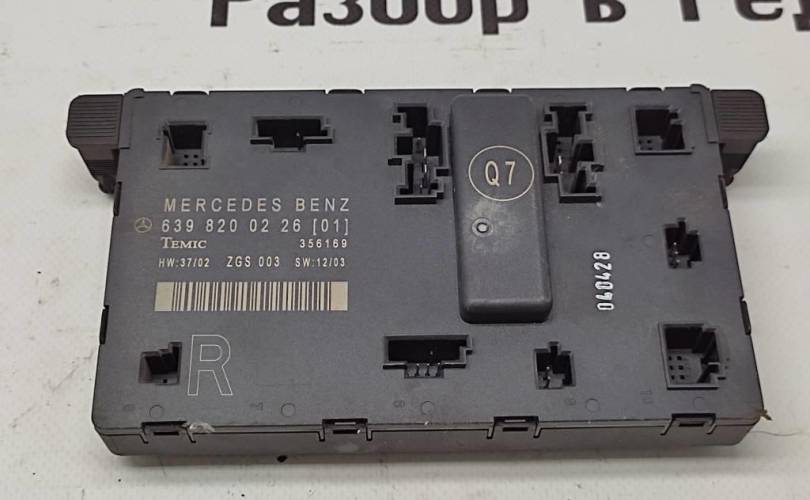 Разбор в Ге
Q7
MERCEDES BENZ
639 820 02 26 [01]
TEMIC 356169
HW:37/02 ZGS 003 SW:12/03
040428
R